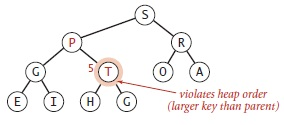 S
P
R
5
G
T
O
A
violates heap order
(larger key than parent)
E
I
H
G